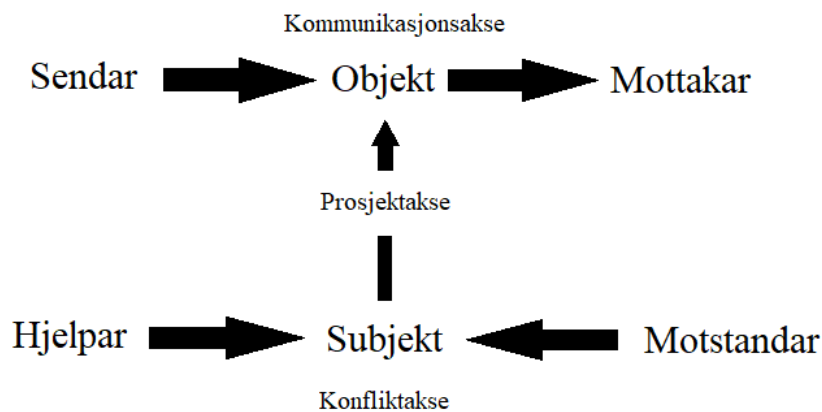 Kommunikasjonsakse
Sendar Objekt Mottakar
Prosjektakse
Hjelpar Subjekt Motstandar
Konfliktakse